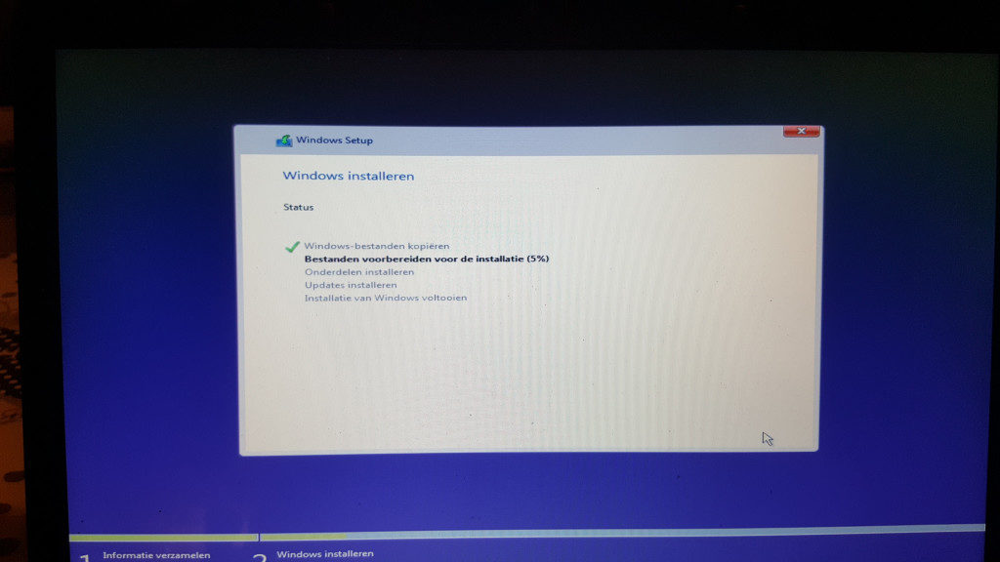 Windows Setup
Windows installeren
Status
Windows-bestanden kopiëren
Bestanden voorbereiden voor de installatie (5%)
Onderdelen installeren
Updates installeren
Installatie van Windows voltooien
1 Informatie verzamelen
2 Windows installeren